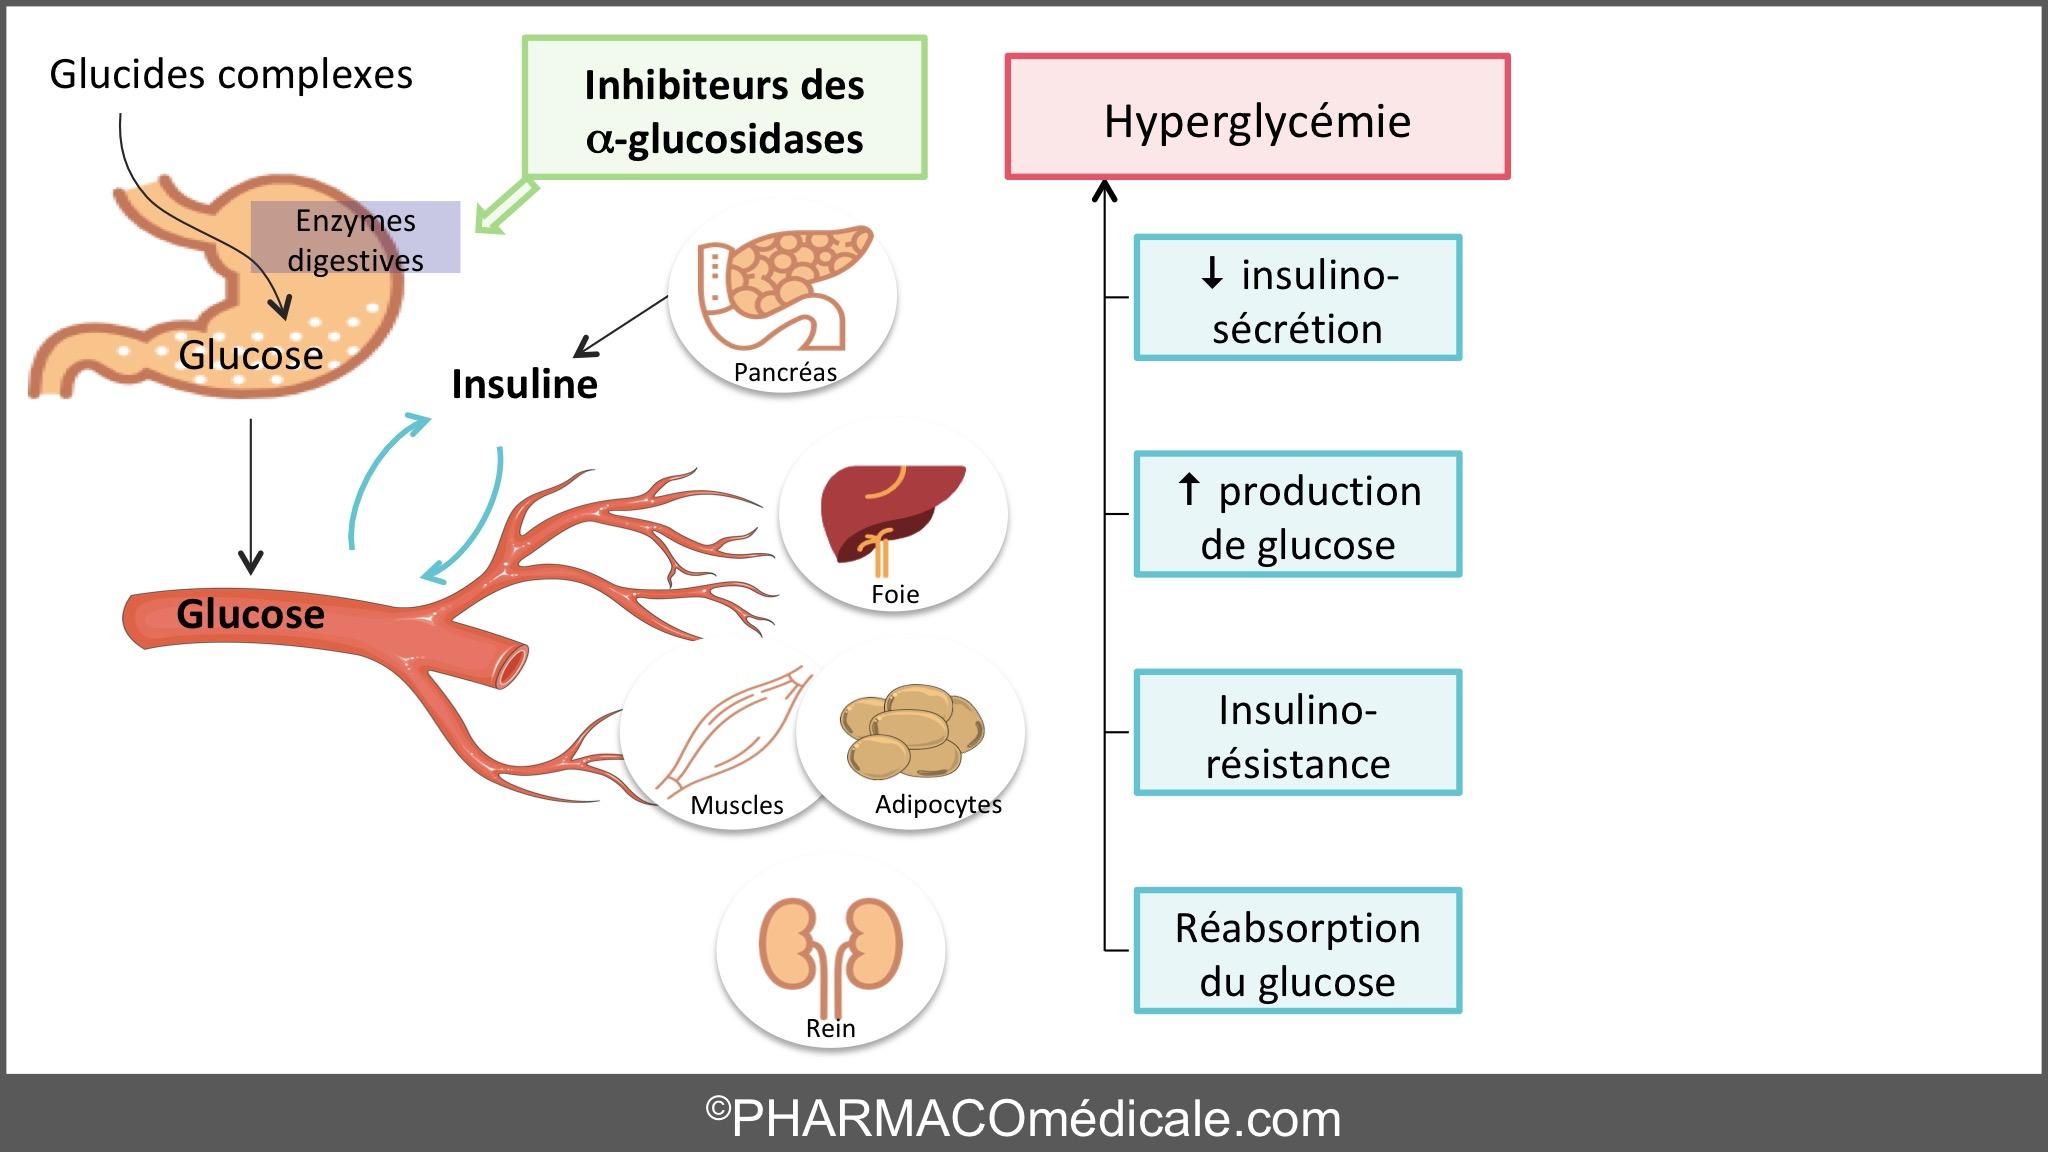 Glucides complexes
Inhibiteurs des
α-glucosidases
Hyperglycémie
Enzymes
digestives
Glucose
Insuline
Pancréas
↓ insulino-
sécrétion
Foie
↑ production
de glucose
Glucose
Muscles
Adipocytes
Insulino-
résistance
Rein
Réabsorption
du glucose
©PHARMACOmédicale.com